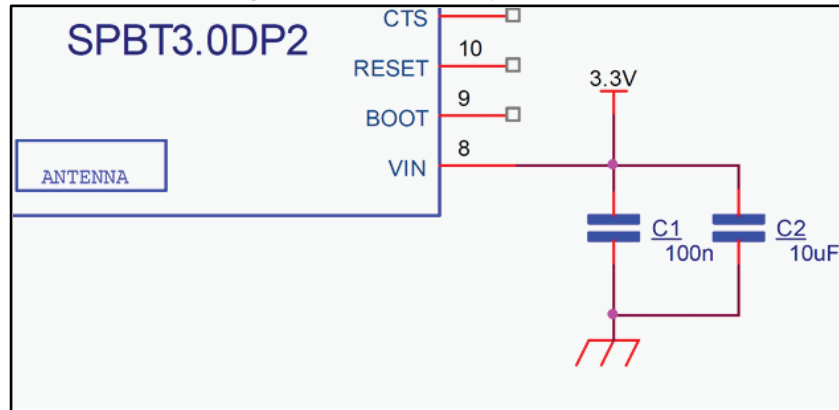 CTS
SPBT3.0DP2
10
RESET
3.3V
9
BOOT
8
VIN
ANTENNA
C1
100n
C2
10uF